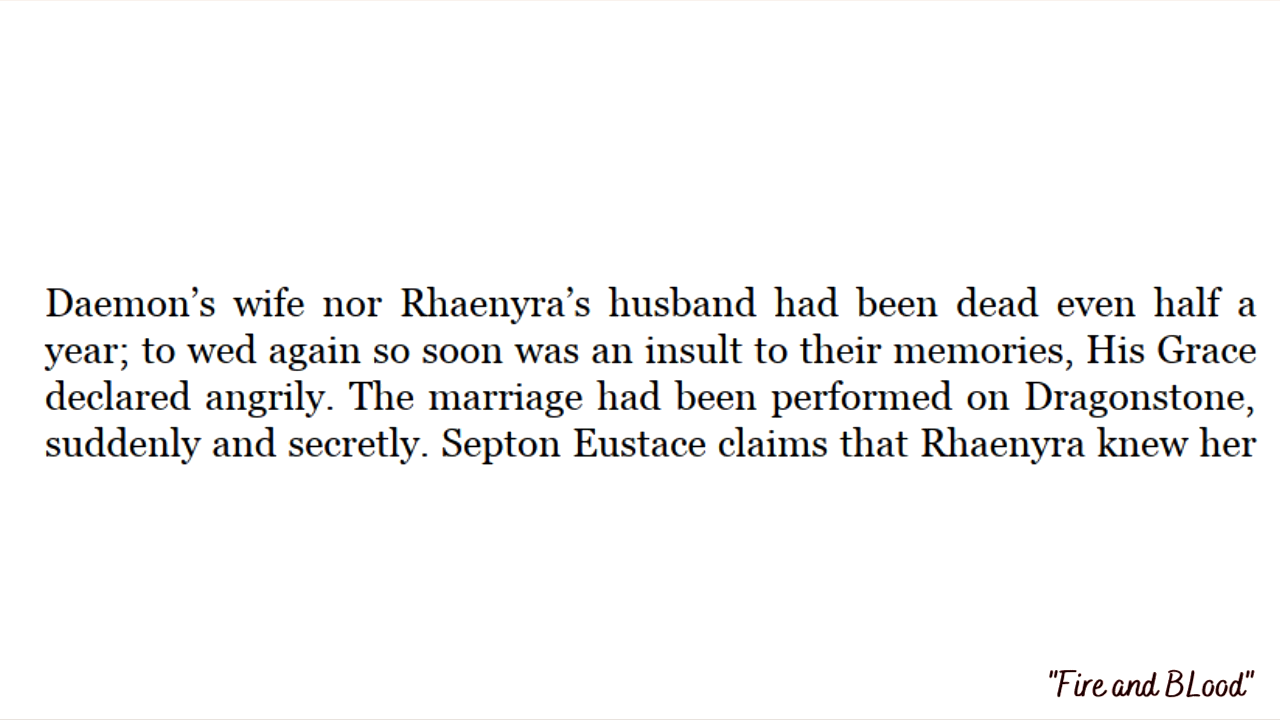 Daemon’s wife nor Rhaenyra’s husband had been dead even half a
year; to wed again so soon was an insult to their memories, His Grace
declared angrily. The marriage had been performed on Dragonstone,
suddenly and secretly. Septon Eustace claims that Rhaenyra knew her
"Fire and BLood"